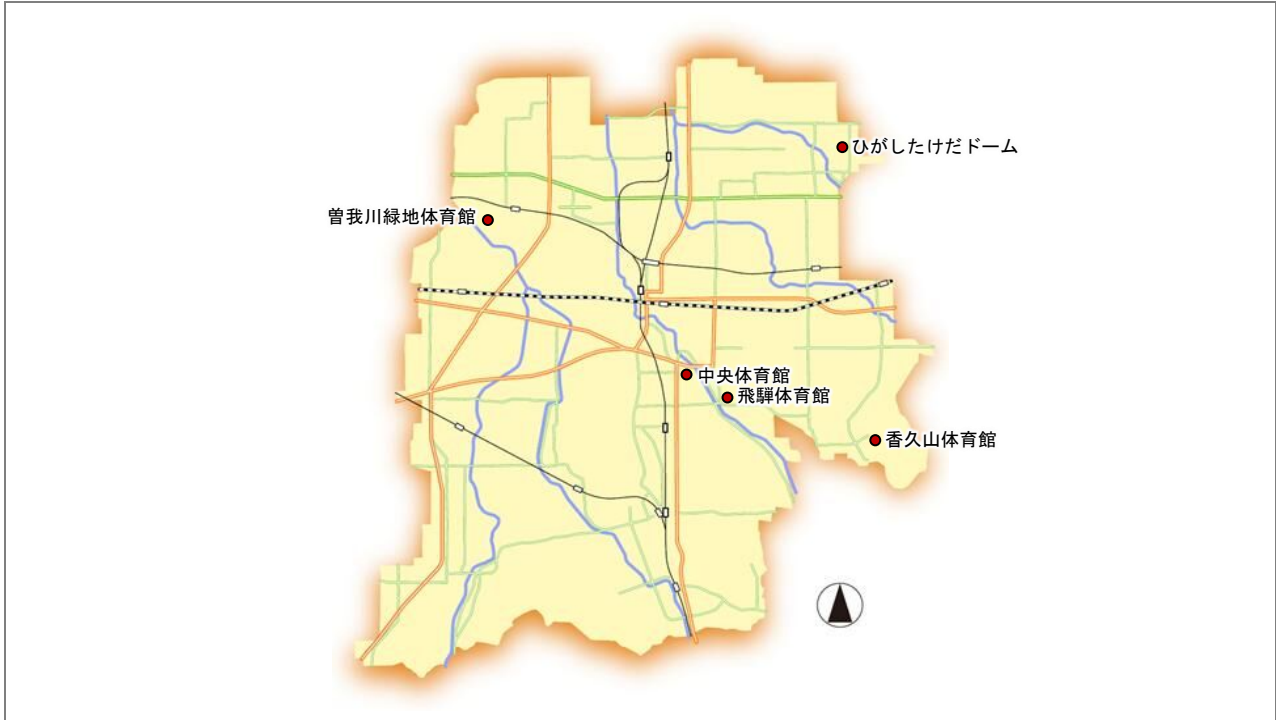 ひがしたけだドーム
曽我川緑地体育館
中央体育館
飛騨体育館
香久山体育館